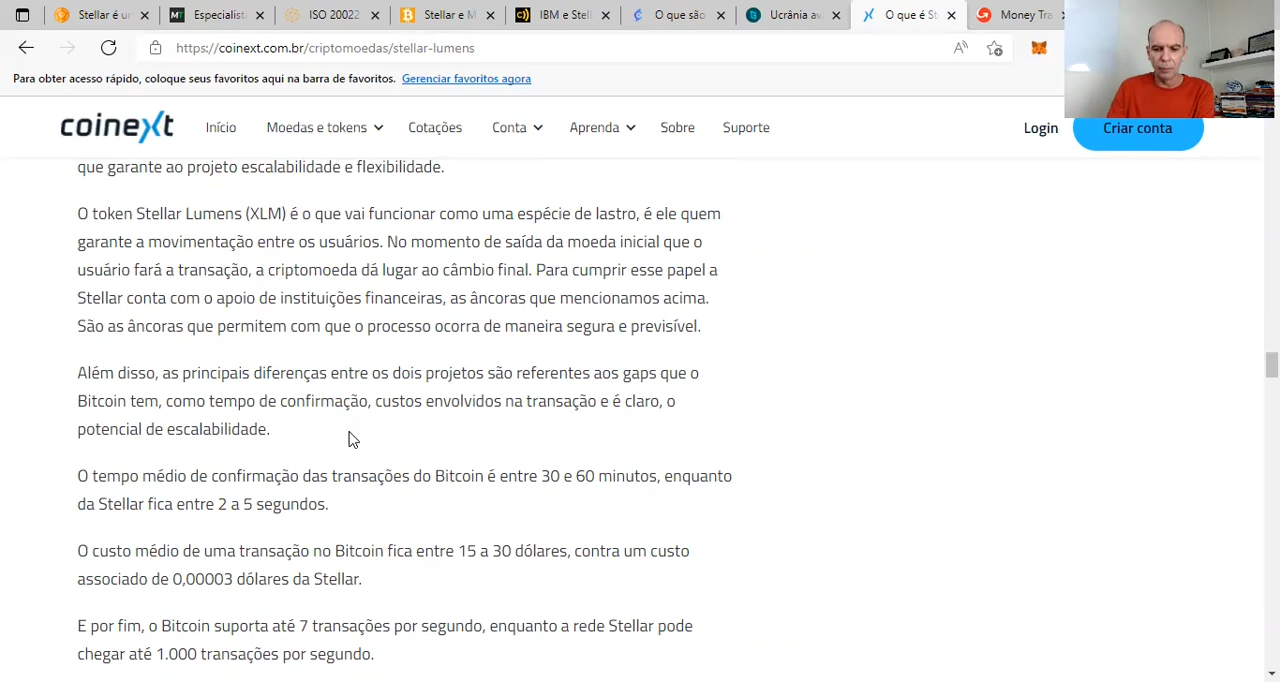 Stellar é un
Especialist
ISO 20022
Stellar e M
IBM e Stell
O que são
Ucrânia av
O que é St
Money Tra
https://coinext.com.br/criptomoedas/stellar-lumens
Para obter acesso rápido, coloque seus favoritos aqui na barra de favoritos. Gerenciar favoritos agora
coinext
Início
Moedas e tokens
Cotações
Conta
Aprenda
Sobre
Suporte
Login
Criar conta
que garante ao projeto escalabilidade e flexibilidade.
O token Stellar Lumens (XLM) é o que vai funcionar como uma espécie de lastro, é ele quem
garante a movimentação entre os usuários. No momento de saída da moeda inicial que o
usuário fará a transação, a criptomoeda dá lugar ao câmbio final. Para cumprir esse papel a
Stellar conta com o apoio de instituições financeiras, as âncoras que mencionamos acima.
São as âncoras que permitem com que o processo ocorra de maneira segura e previsível.
Além disso, as principais diferenças entre os dois projetos são referentes aos gaps que o
Bitcoin tem, como tempo de confirmação, custos envolvidos na transação e é claro, o
potencial de escalabilidade.
O tempo médio de confirmação das transações do Bitcoin é entre 30 e 60 minutos, enquanto
da Stellar fica entre 2 a 5 segundos.
O custo médio de uma transação no Bitcoin fica entre 15 a 30 dólares, contra um custo
associado de 0,00003 dólares da Stellar.
E por fim, o Bitcoin suporta até 7 transações por segundo, enquanto a rede Stellar pode
chegar até 1.000 transações por segundo.